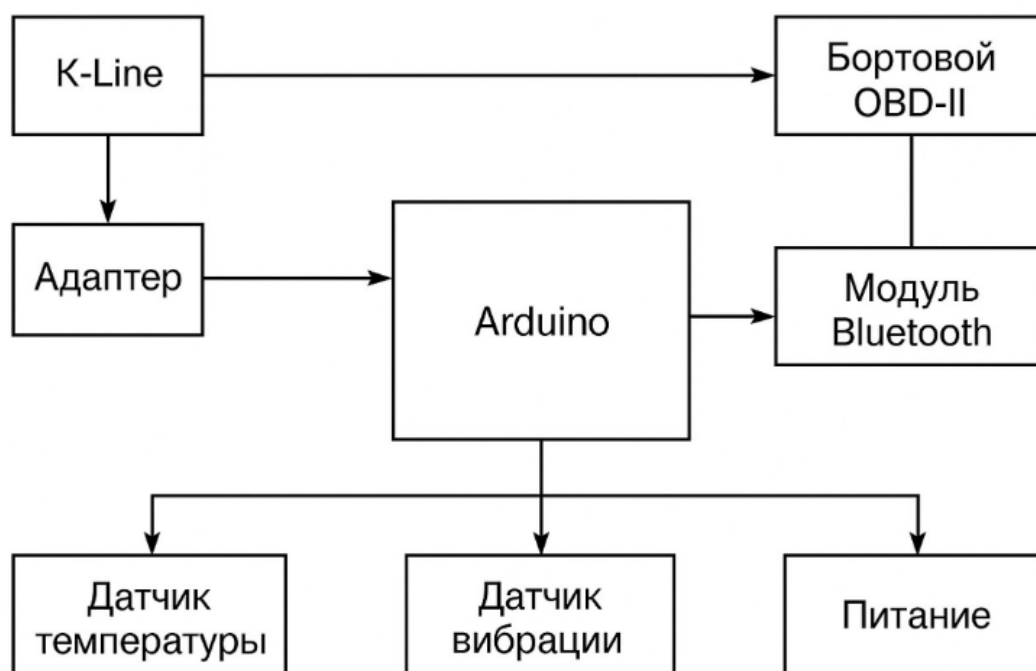 K-Line
Бортовой
OBD-II
Адаптер
Arduino
Модуль
Bluetooth
Датчик
температуры
Датчик
вибрации
Питание